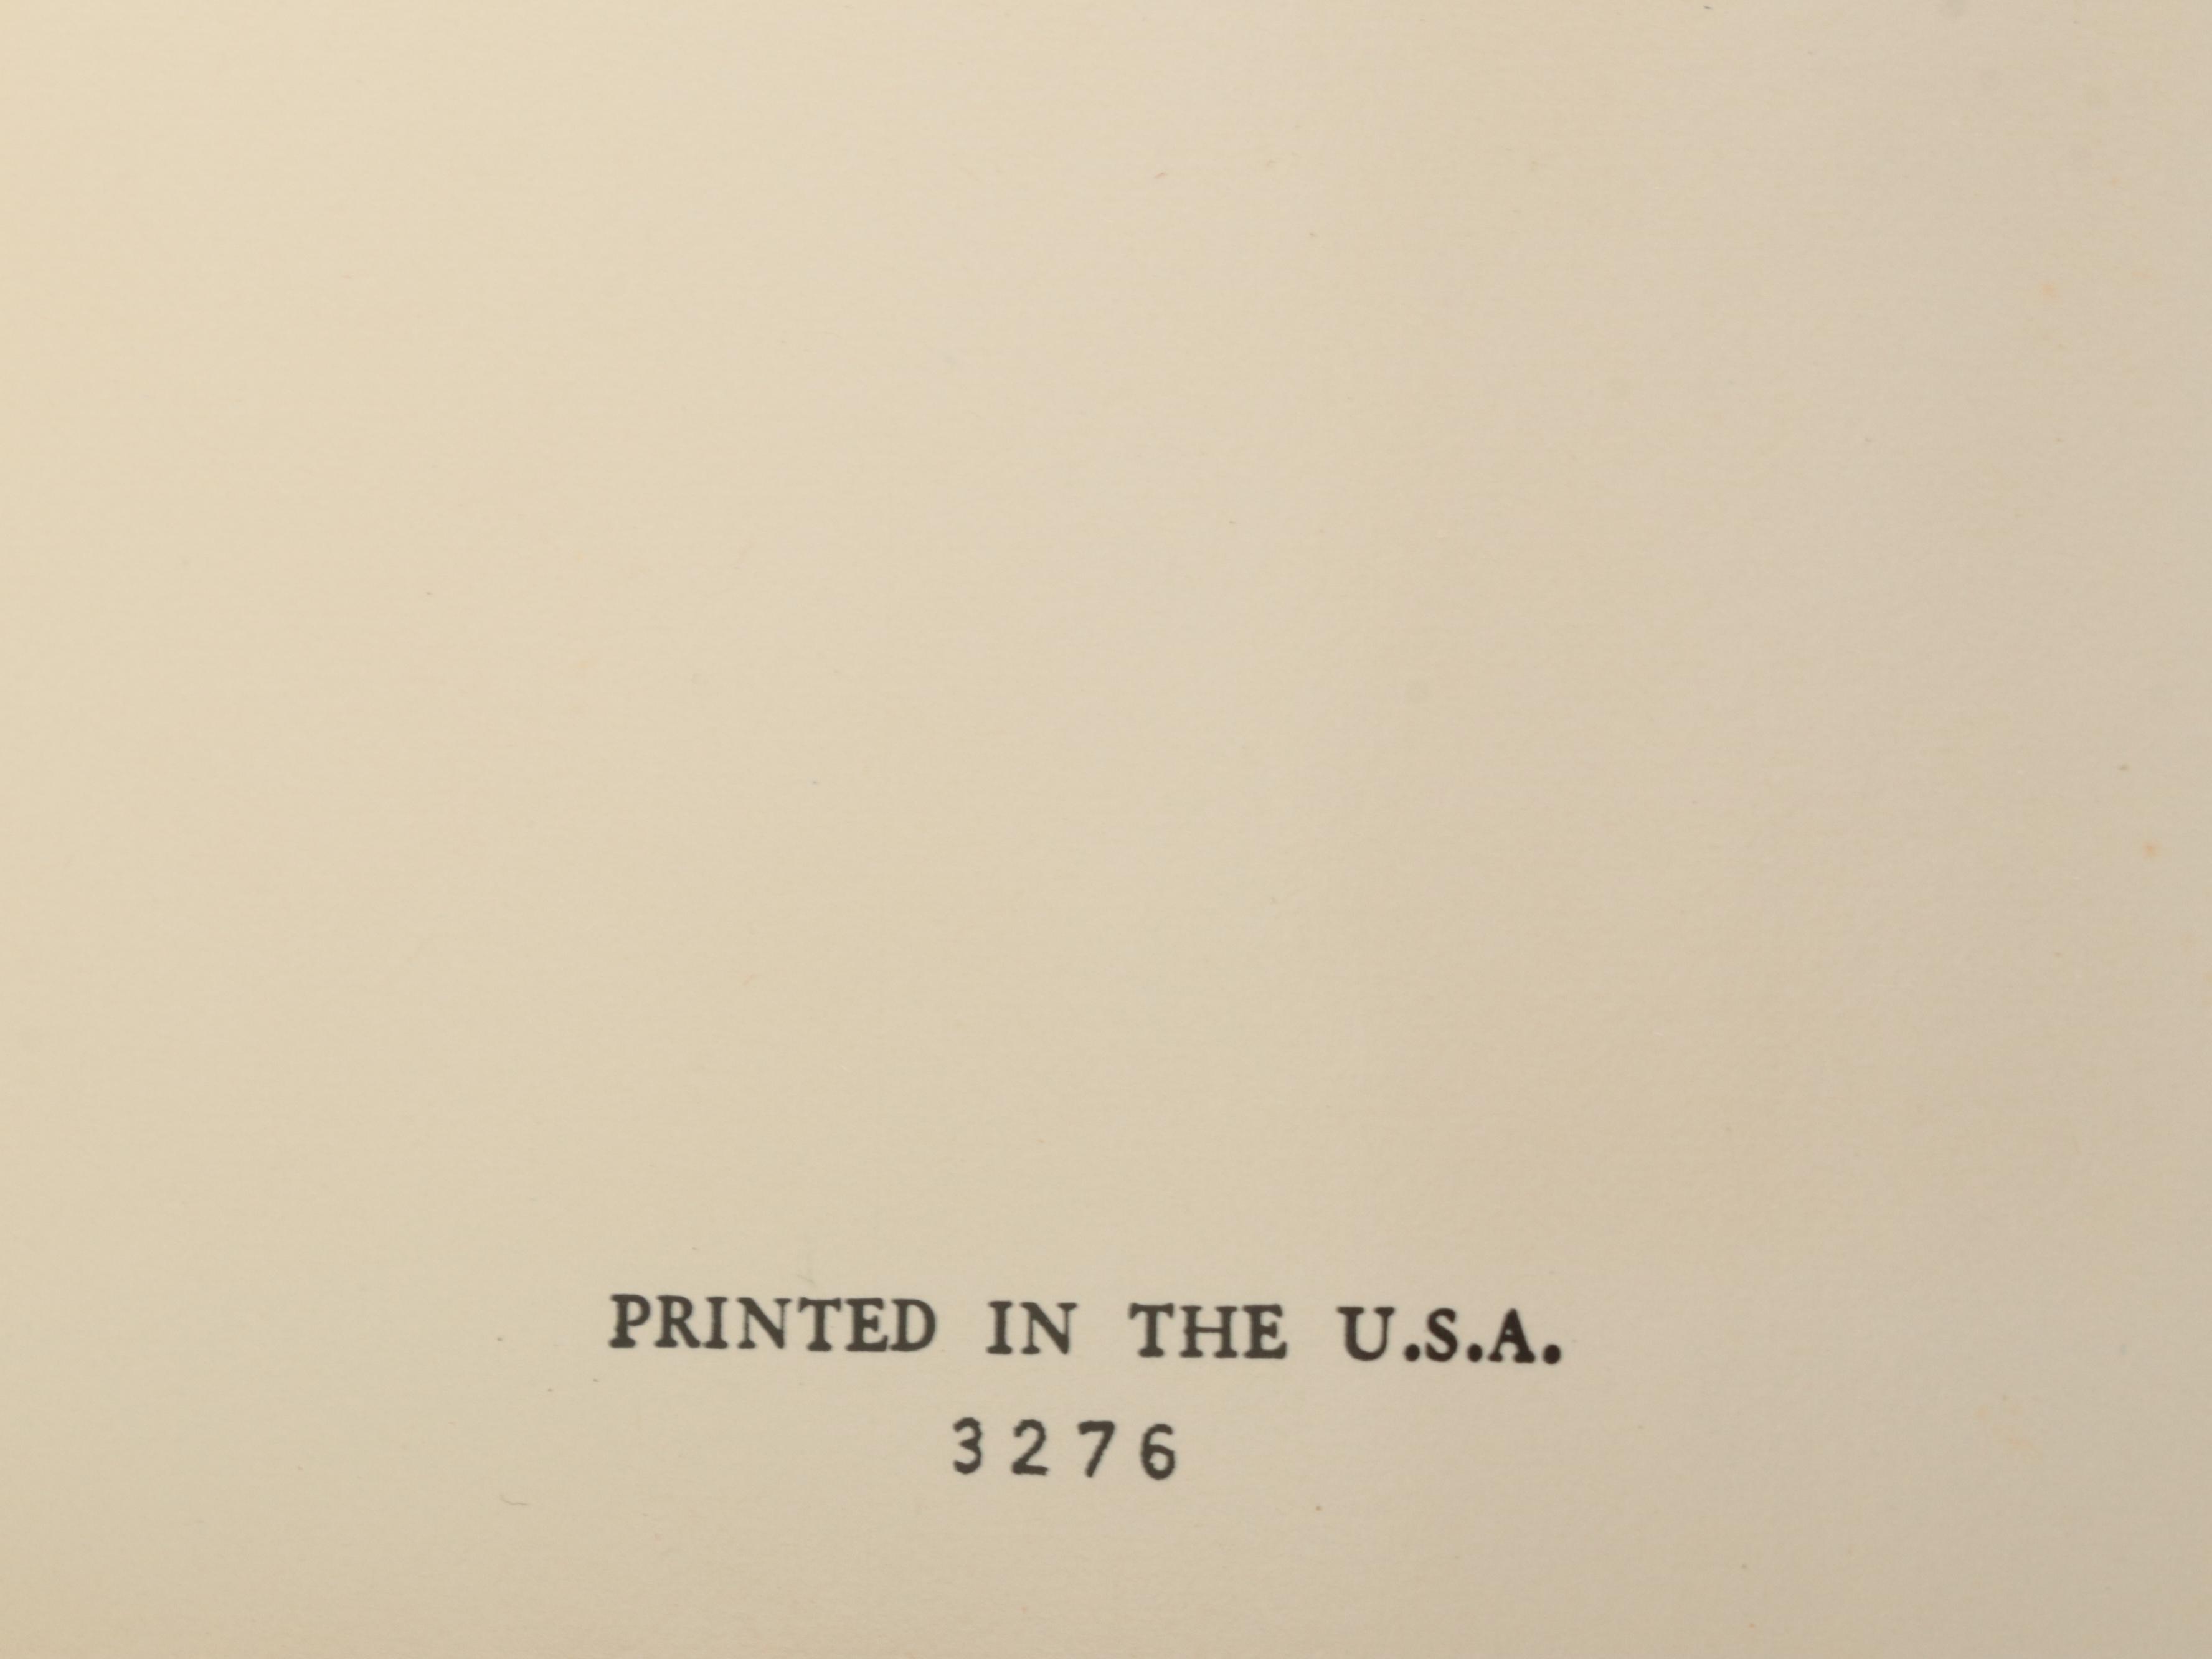 PRINTED IN THE U.S.A.
3276